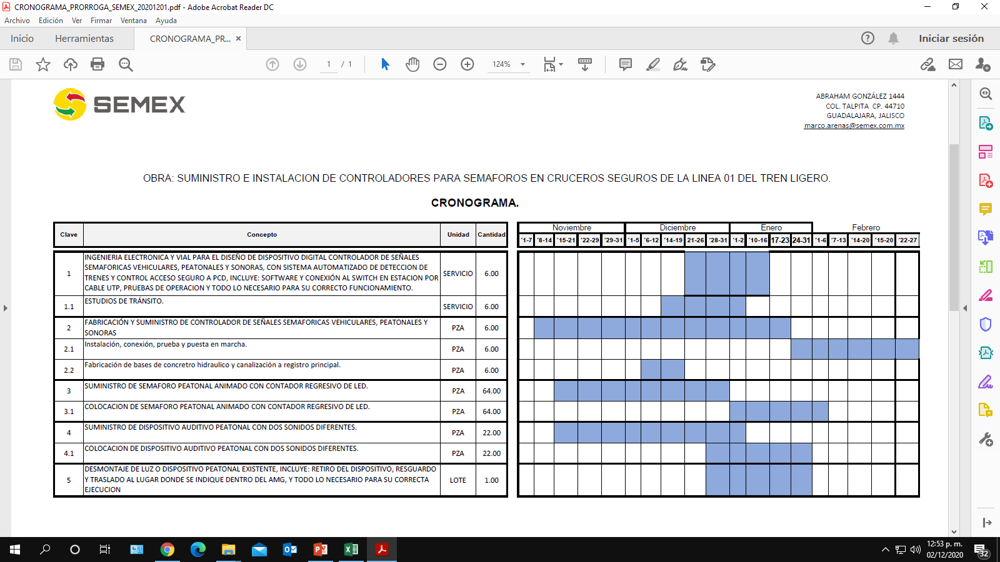 CRONOGRAMA_PRORROGA_SEMEX_20201201.pdf - Adobe Acrobat Reader DC
Archivo Edición Ver Firmar Ventana Ayuda
Inicio Herramientas CRONOGRAMA_PR... × Iniciar sesión
1 / 1 124%
SEMEX
ABRAHAM GONZÁLEZ 1444
COL. TALPITA CP. 44710
GUADALAJARA, JALISCO
marco.arenas@semex.com.mx
OBRA: SUMINISTRO E INSTALACION DE CONTROLADORES PARA SEMAFOROS EN CRUCEROS SEGUROS DE LA LINEA 01 DEL TREN LIGERO.
CRONOGRAMA.
Clave Concepto Unidad Cantidad
Noviembre Diciembre Enero Febrero
´1-7 ´8-14 ´15-21 ´22-29 ´29-31 ´1-5 ´6-12 ´14-19 21-26 ´28-31 ´1-2 ´10-16 17-23 24-31 ´1-6 ´7-13 ´14-20 ´15-20 ´22-27
1 INGENIERIA ELECTRONICA Y VIAL PARA EL DISEÑO DE DISPOSITIVO DIGITAL CONTROLADOR DE SEÑALES
SEMAFORICAS VEHICULARES, PEATONALES Y SONORAS, CON SISTEMA AUTOMATIZADO DE DETECCION DE
TRENES Y CONTROL ACCESO SEGURO A PCD, INCLUYE: SOFTWARE Y CONEXIÓN AL SWITCH EN ESTACION POR
CABLE UTP, PRUEBAS DE OPERACION Y TODO LO NECESARIO PARA SU CORRECTO FUNCIONAMIENTO. SERVICIO 6.00
1.1 ESTUDIOS DE TRÁNSITO. SERVICIO 6.00
2 FABRICACIÓN Y SUMINISTRO DE CONTROLADOR DE SEÑALES SEMAFORICAS VEHICULARES, PEATONALES Y
SONORAS PZA 6.00
2.1 Instalación, conexión, prueba y puesta en marcha. PZA 6.00
2.2 Fabricación de bases de concretro hidraulico y canalización a registro principal. PZA 6.00
3 SUMINISTRO DE SEMAFORO PEATONAL ANIMADO CON CONTADOR REGRESIVO DE LED. PZA 64.00
3.1 COLOCACION DE SEMAFORO PEATONAL ANIMADO CON CONTADOR REGRESIVO DE LED. PZA 64.00
4 SUMINISTRO DE DISPOSITIVO AUDITIVO PEATONAL CON DOS SONIDOS DIFERENTES. PZA 22.00
4.1 COLOCACION DE DISPOSITIVO AUDITIVO PEATONAL CON DOS SONIDOS DIFERENTES. PZA 22.00
5 DESMONTAJE DE LUZ O DISPOSITIVO PEATONAL EXISTENTE, INCLUYE: RETIRO DEL DISPOSITIVO, RESGUARDO
Y TRASLADO AL LUGAR DONDE SE INDIQUE DENTRO DEL AMG, Y TODO LO NECESARIO PARA SU CORRECTA
EJECUCION LOTE 1.00
12:53 p. m.
02/12/2020
32